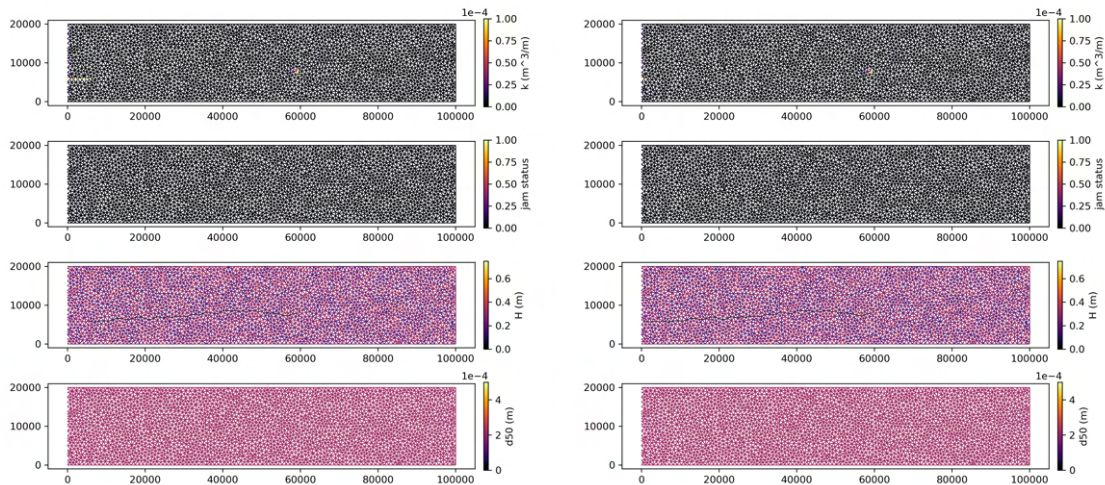 1e−4 1e−4
20000 1.00 20000 1.00
0.75 0.75
10000 0.50 10000 0.50
0.25 0.25
0 0.00 0 0.00
k (m^3/m) k (m^3/m)
0 20000 40000 60000 80000 100000 0 20000 40000 60000 80000 100000
20000 1.00 20000 1.00
0.75 0.75
10000 0.50 10000 0.50
0.25 0.25
0 0.00 0 0.00
jam status jam status
0 20000 40000 60000 80000 100000 0 20000 40000 60000 80000 100000
20000 0.6 20000 0.6
10000 0.4 10000 0.4
0.2 0.2
0 0.0 0 0.0
H (m) H (m)
0 20000 40000 60000 80000 100000 0 20000 40000 60000 80000 100000
1e−4 1e−4
20000 4 20000 4
10000 2 10000 2
0 0 0 0
d50 (m) d50 (m)
0 20000 40000 60000 80000 100000 0 20000 40000 60000 80000 100000